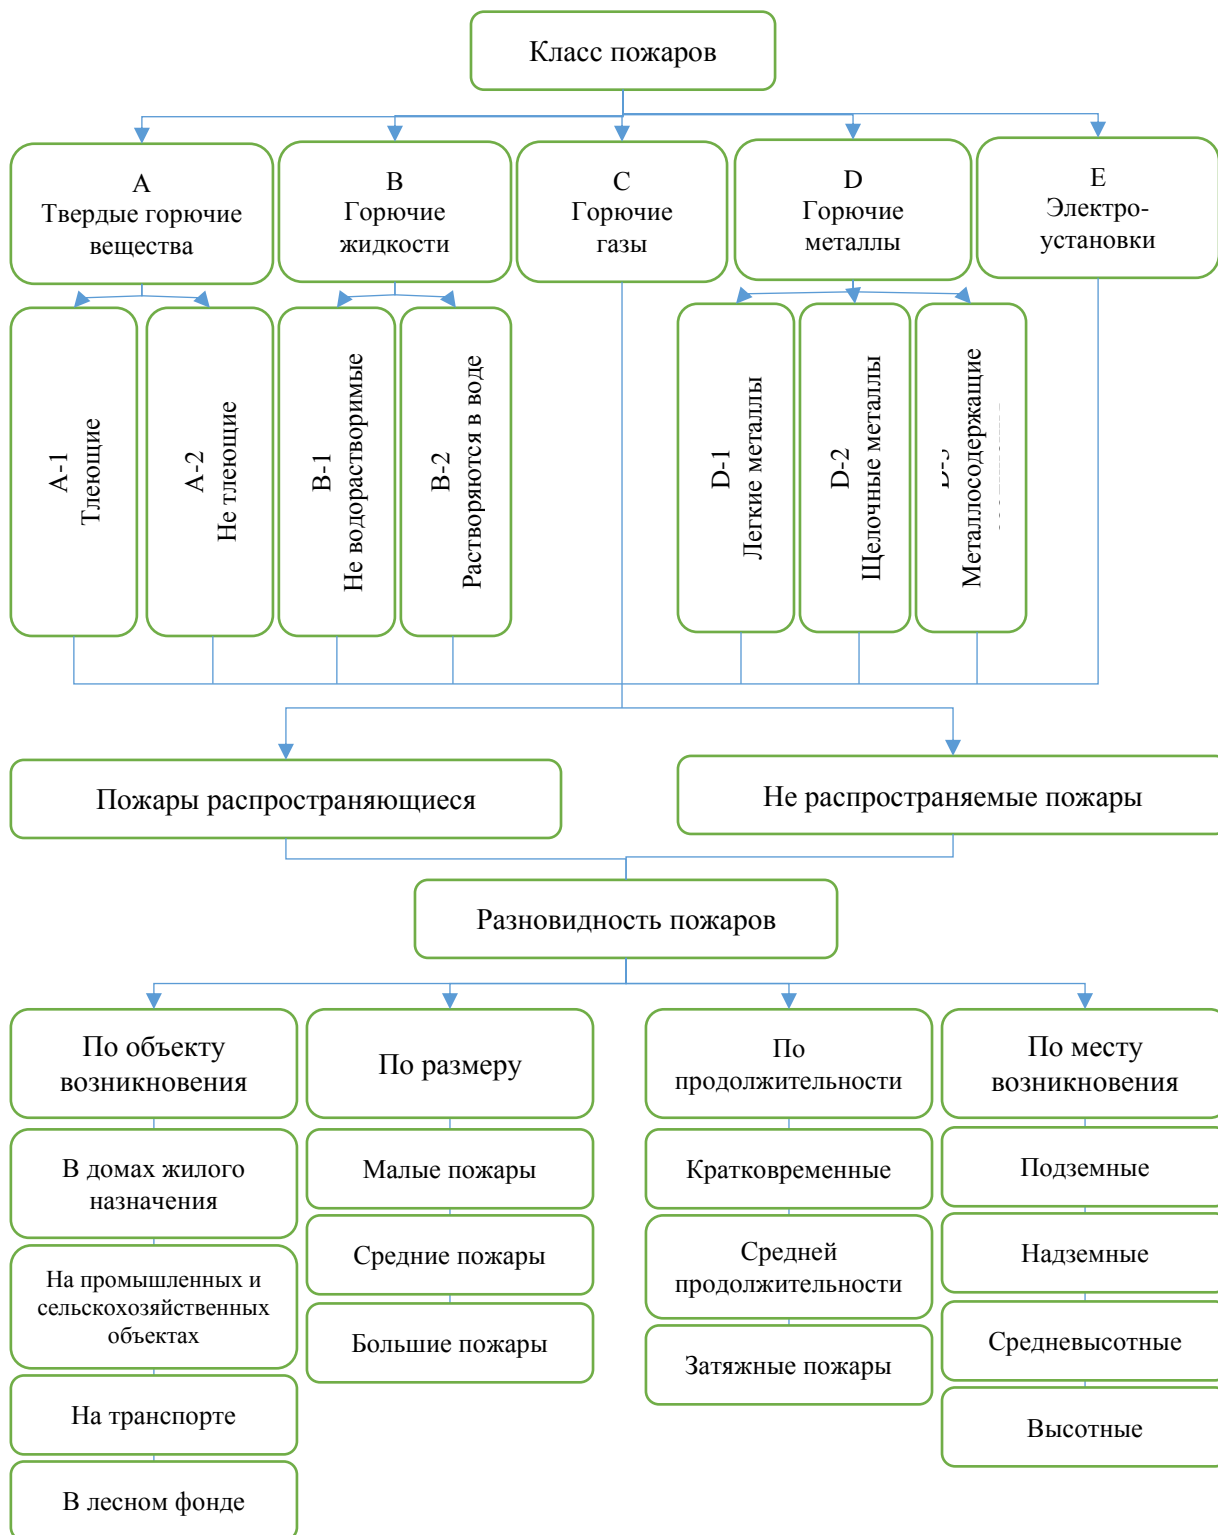 Класс пожаров
A
Твердые горючие
вещества
B
Горючие
жидкости
C
Горючие
газы
D
Горючие
металлы
E
Электро-
установки
A-1
Тлеющие
A-2
Не тлеющие
B-1
Не водорастворимые
B-2
Растворяются в воде
D-1
Легкие металлы
D-2
Щелочные металлы
D-3
Металлосодержащие
Пожары распространяющиеся
Не распространяемые пожары
Разновидность пожаров
По объекту
возникновения
По размеру
По
продолжительности
По месту
возникновения
В домах жилого
назначения
На промышленных и
сельскохозяйственных
объектах
На транспорте
В лесном фонде
Малые пожары
Средние пожары
Большие пожары
Кратковременные
Средней
продолжительности
Затяжные пожары
Подземные
Надземные
Средневысотные
Высотные